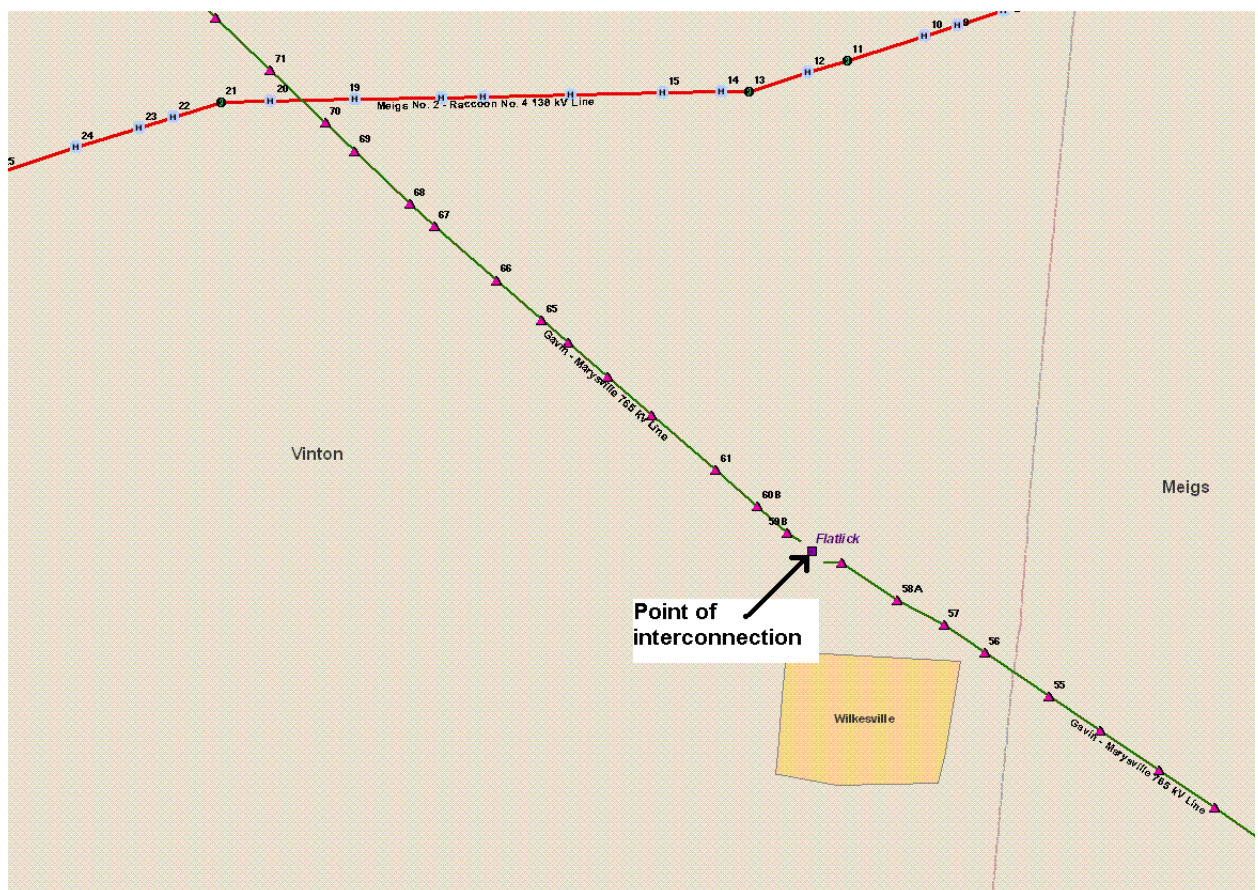 10
9
11
12
71
21
20
19
15
14
13
22
Meigs No. 2 - Raccoon No. 4 138 kV Line
23
70
24
69
68
67
66
65
Gavin - Marysville 765 kV Line
Vinton
61
Meigs
60B
59B
Flatlick
58A
Point of
interconnection
57
56
55
Wilkesville
Gavin - Marysville 765 kV Line
H
H
H
H
H
H
H
H
H
H
H
H
H
H